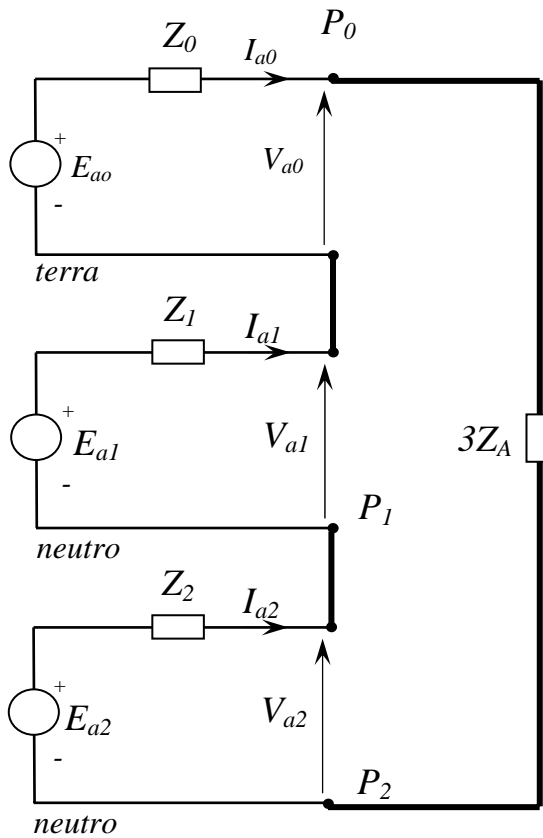 P0
Z0
Ia0
+
Eao
-
Va0
terra
Z1
Ia1
+
Ea1
-
Va1
3ZA
P1
neutro
Z2
Ia2
+
Ea2
-
Va2
P2
neutro